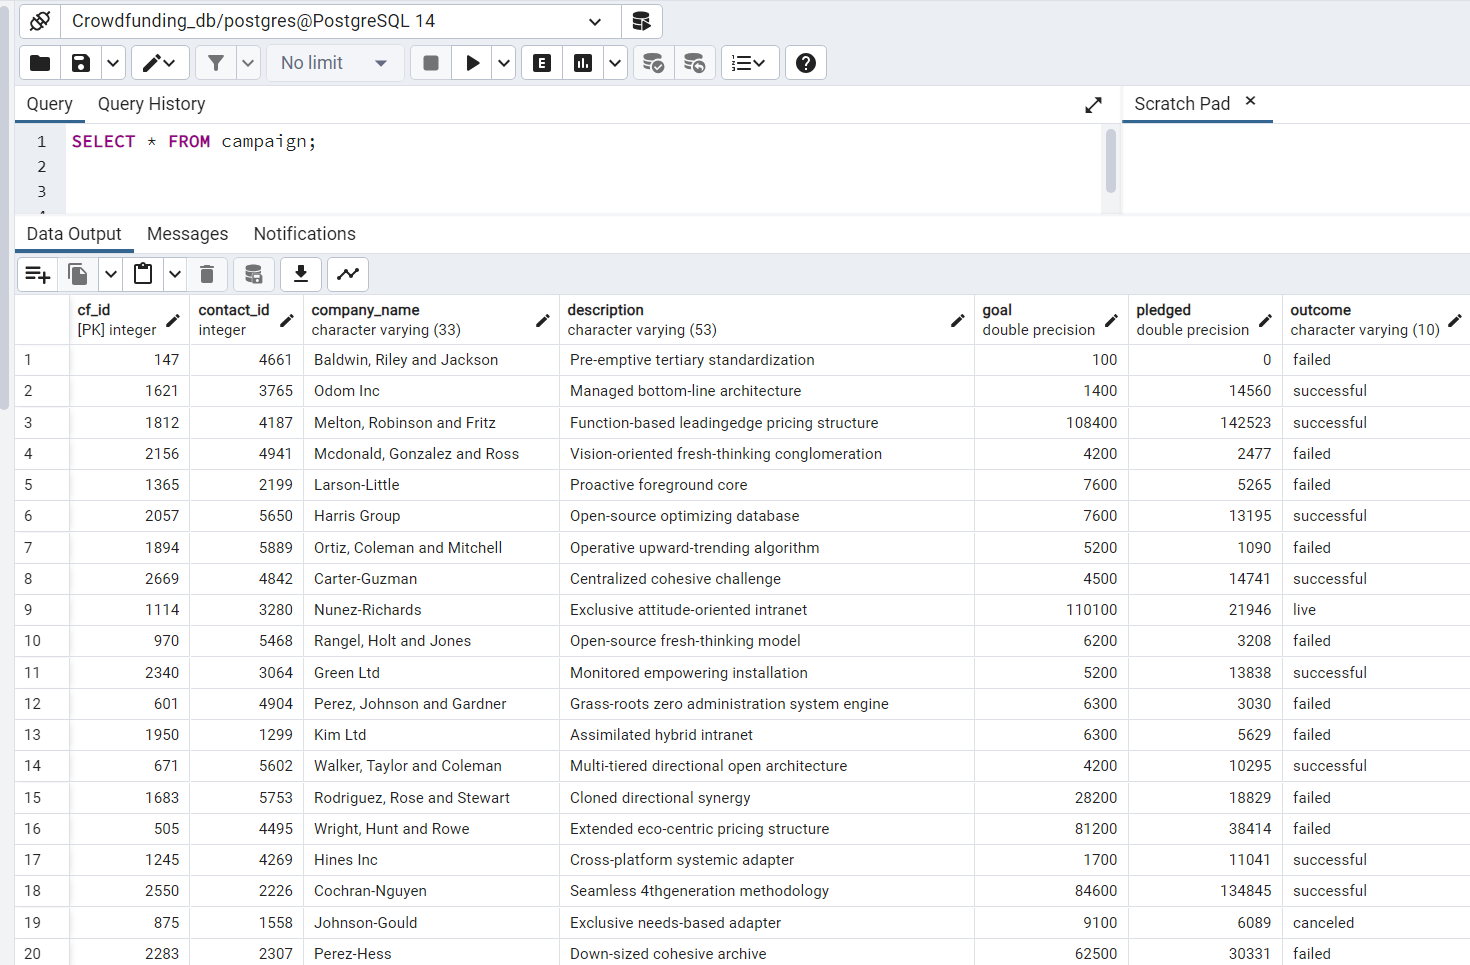 Crowdfunding_db/postgres@PostgreSQL 14
No limit
E
Query Query History Scratch Pad
1 SELECT * FROM campaign;
2
3
Data Output Messages Notifications
cf_id contact_id company_name description goal pledged outcome
[PK] integer integer character varying (33) character varying (53) double precision double precision character varying (10)
1 147 4661 Baldwin, Riley and Jackson Pre-emptive tertiary standardization 100 0 failed
2 1621 3765 Odom Inc Managed bottom-line architecture 1400 14560 successful
3 1812 4187 Melton, Robinson and Fritz Function-based leadingedge pricing structure 108400 142523 successful
4 2156 4941 Mcdonald, Gonzalez and Ross Vision-oriented fresh-thinking conglomeration 4200 2477 failed
5 1365 2199 Larson-Little Proactive foreground core 7600 5265 failed
6 2057 5650 Harris Group Open-source optimizing database 7600 13195 successful
7 1894 5889 Ortiz, Coleman and Mitchell Operative upward-trending algorithm 5200 1090 failed
8 2669 4842 Carter-Guzman Centralized cohesive challenge 4500 14741 successful
9 1114 3280 Nunez-Richards Exclusive attitude-oriented intranet 110100 21946 live
10 970 5468 Rangel, Holt and Jones Open-source fresh-thinking model 6200 3208 failed
11 2340 3064 Green Ltd Monitored empowering installation 5200 13838 successful
12 601 4904 Perez, Johnson and Gardner Grass-roots zero administration system engine 6300 3030 failed
13 1950 1299 Kim Ltd Assimilated hybrid intranet 6300 5629 failed
14 671 5602 Walker, Taylor and Coleman Multi-tiered directional open architecture 4200 10295 successful
15 1683 5753 Rodriguez, Rose and Stewart Cloned directional synergy 28200 18829 failed
16 505 4495 Wright, Hunt and Rowe Extended eco-centric pricing structure 81200 38414 failed
17 1245 4269 Hines Inc Cross-platform systemic adapter 1700 11041 successful
18 2550 2226 Cochran-Nguyen Seamless 4thgeneration methodology 84600 134845 successful
19 875 1558 Johnson-Gould Exclusive needs-based adapter 9100 6089 canceled
20 2283 2307 Perez-Hess Down-sized cohesive archive 62500 30331 failed